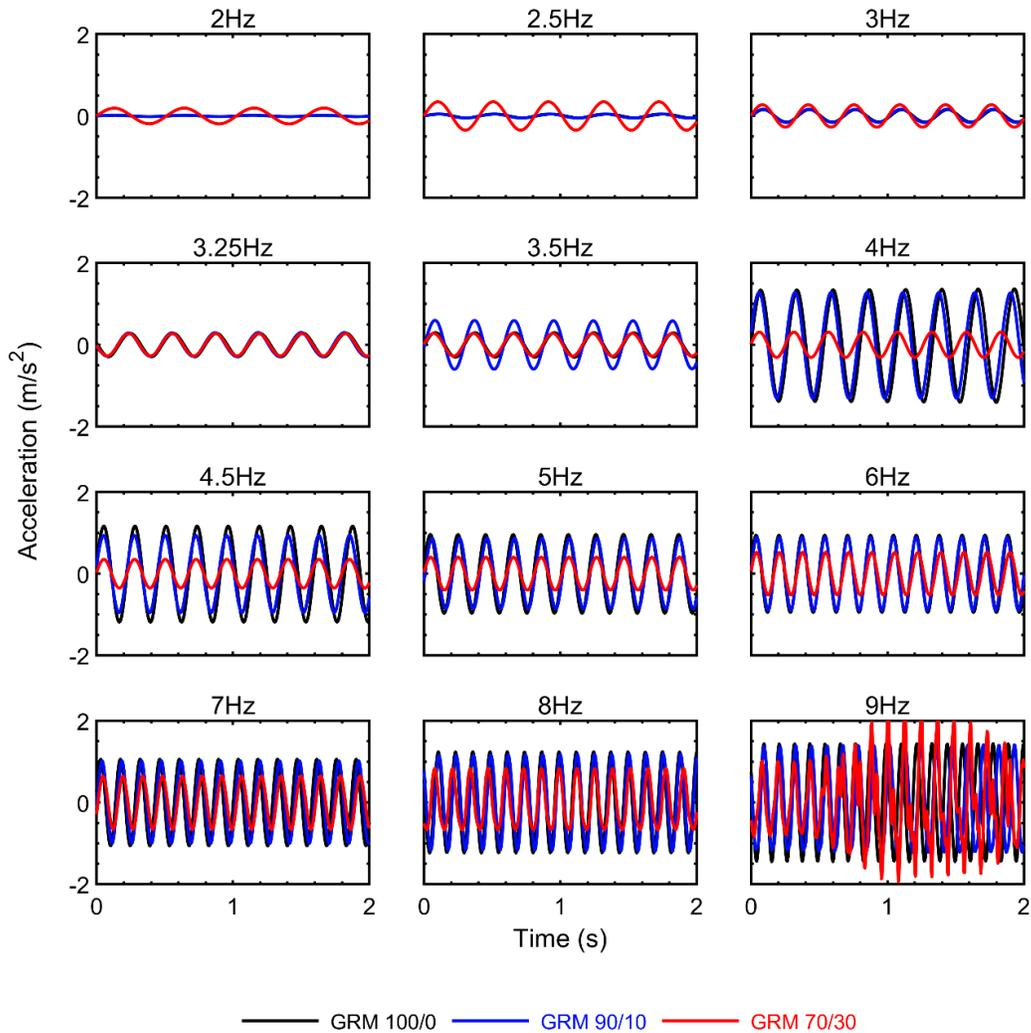 2Hz 2.5Hz 3Hz
2
0
-2
3.25Hz 3.5Hz 4Hz
2
0
-2
4.5Hz 5Hz 6Hz
2
0
-2
7Hz 8Hz 9Hz
2
0
-2
0 1 2 0 1 2 0 1 2
Acceleration (m/s²)
Time (s)
GRM 100/0 GRM 90/10 GRM 70/30